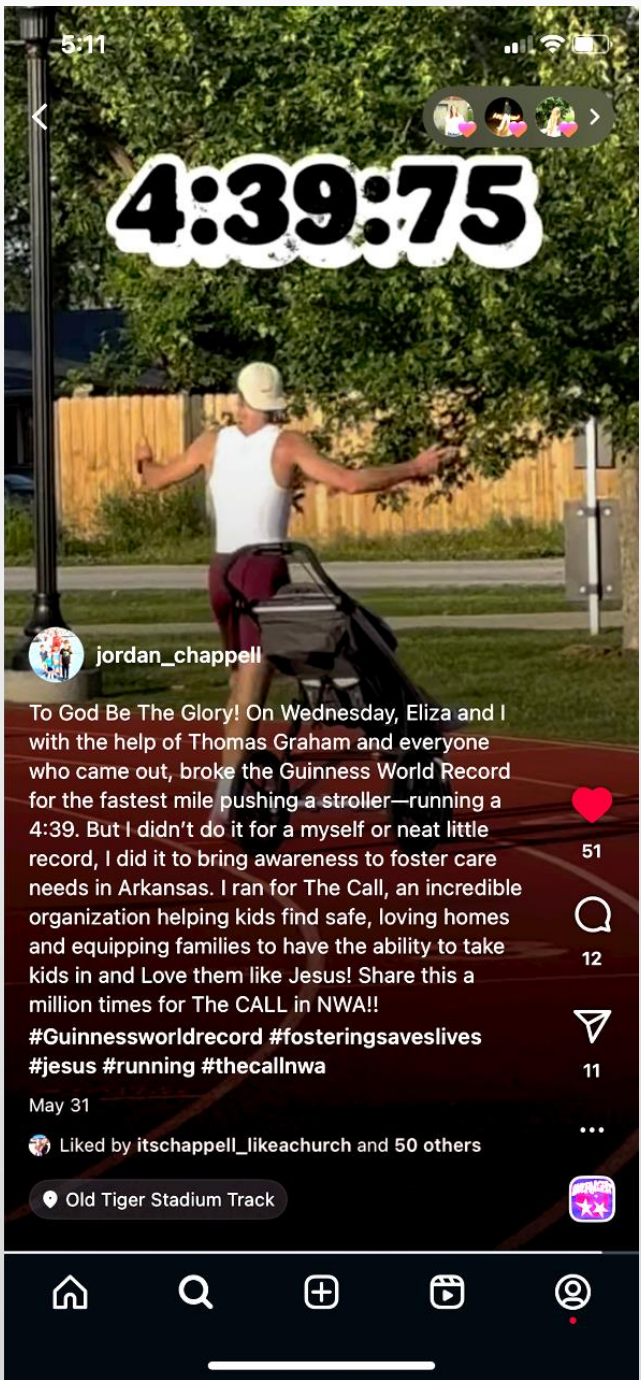 5:11
4:39:75
jordan_chappell
To God Be The Glory! On Wednesday, Eliza and I
with the help of Thomas Graham and everyone
who came out, broke the Guinness World Record
for the fastest mile pushing a stroller—running a
4:39. But I didn't do it for a myself or neat little
record, I did it to bring awareness to foster care
needs in Arkansas. I ran for The Call, an incredible
organization helping kids find safe, loving homes
and equipping families to have the ability to take
kids in and Love them like Jesus! Share this a
million times for The CALL in NWA!!
#Guinnessworldrecord #fosteringsaveslives
#jesus #running #thecallnwa
51
12
11
May 31
Liked by itschappell_likeachurch and 50 others
Old Tiger Stadium Track